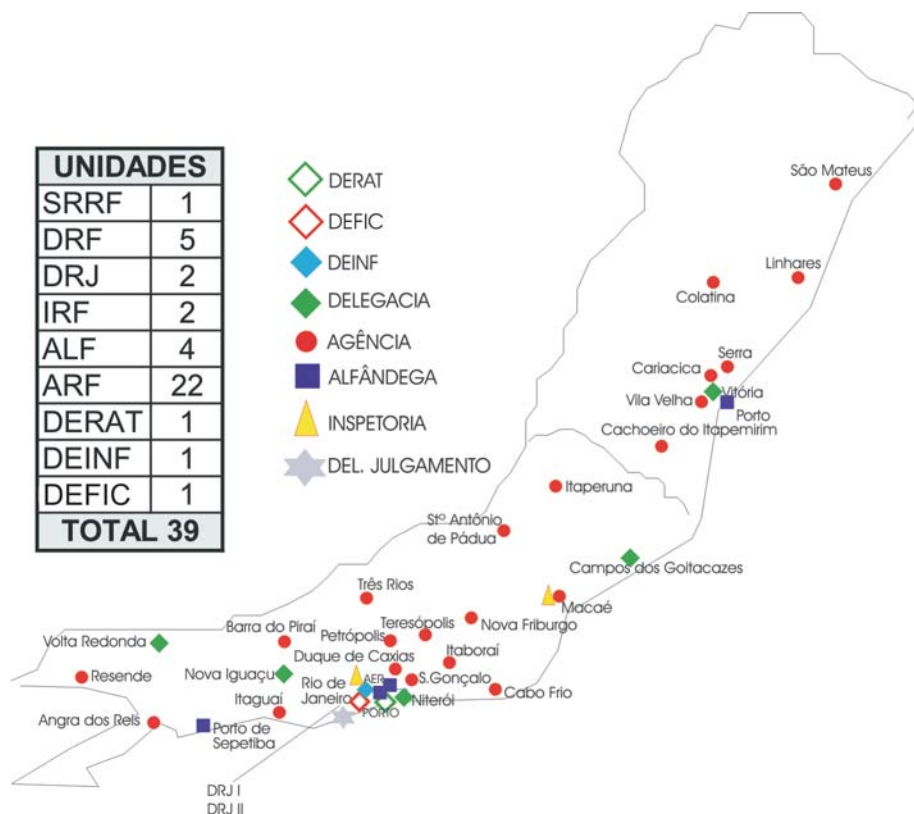 UNIDADES
SRRF 1
DRF 5
DRJ 2
IRF 2
ALF 4
ARF 22
DERAT 1
DEINF 1
DEFIC 1
TOTAL 39
DERAT
DEFIC
DEINF
DELEGACIA
AGÊNCIA
ALFÂNDEGA
INSPETORIA
DEL. JULGAMENTO
São Mateus
Linhares
Colatina
Serra
Cariacica
Vitória
Vila Velha
Porto
Cachoeiro do Itapemirim
Itaperuna
Stº Antônio
de Pádua
Campos dos Goitacazes
Macaé
Três Rios
Nova Friburgo
Teresópolis
Barra do Piraí
Petrópolis
Volta Redonda
Itaboraí
Duque de Caxias
Resende
Nova Iguaçu
AER
S.Gonçalo
Rio de
Janeiro
Cabo Frio
Niterói
PORTO
Itaguaí
Angra dos Reis
Porto de
Sepetiba
DRJ I
DRJ II